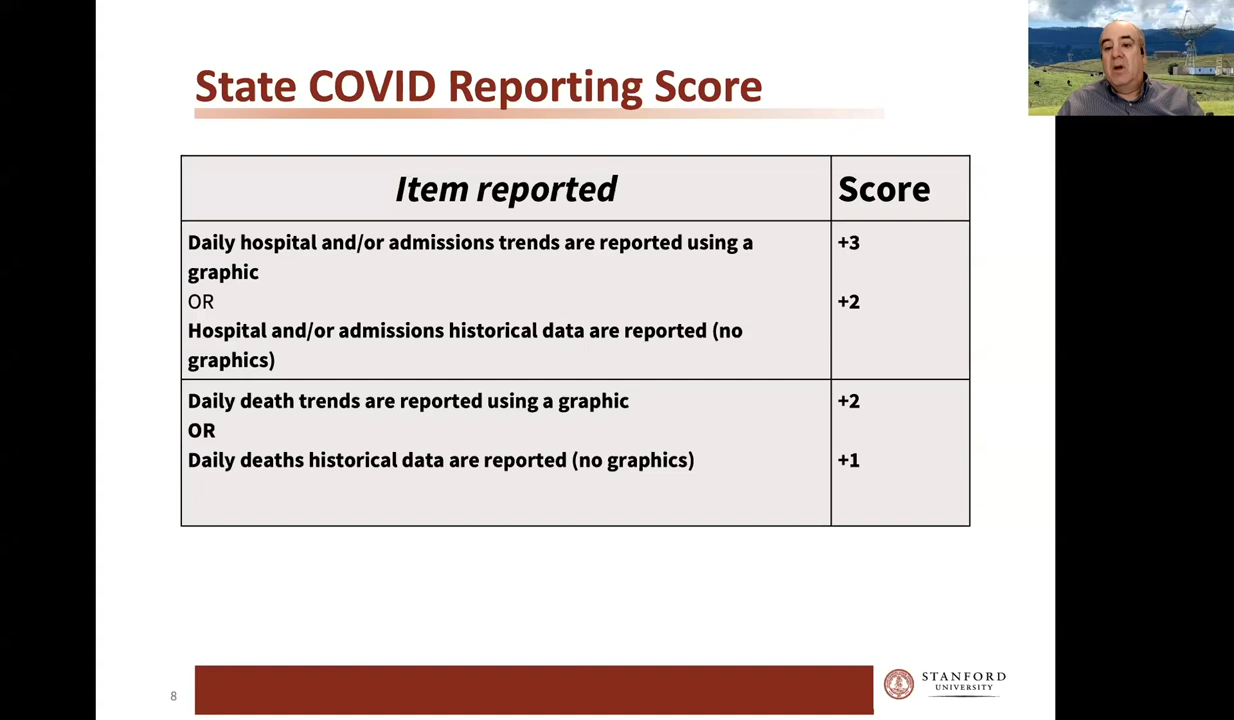 State COVID Reporting Score
Item reported
Score
Daily hospital and/or admissions trends are reported using a
graphic
+3
OR
+2
Hospital and/or admissions historical data are reported (no
graphics)
Daily death trends are reported using a graphic
+2
OR
Daily deaths historical data are reported (no graphics)
+1
8
STANFORD
UNIVERSITY